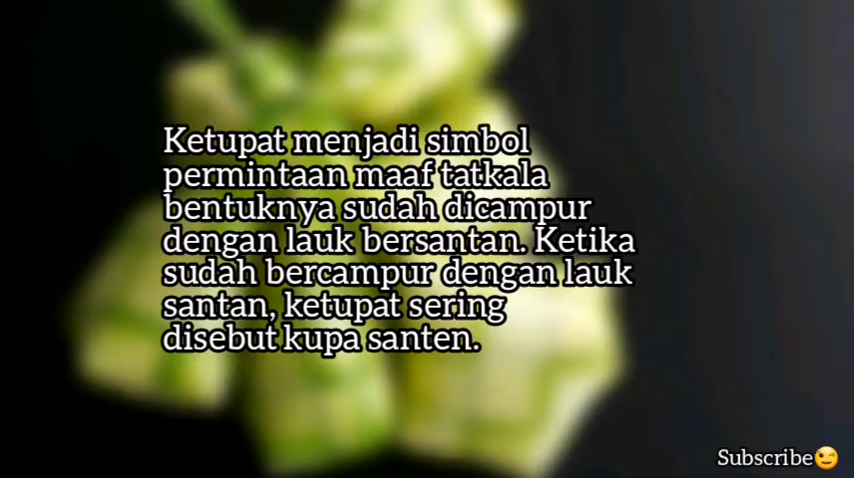 Ketupat menjadi simbol
permintaan maaf tatkala
bentuknya sudah dicampur
dengan lauk bersantan. Ketika
sudah bercampur dengan lauk
santan, ketupat sering
disebut kupa santen.
Subscribe😉